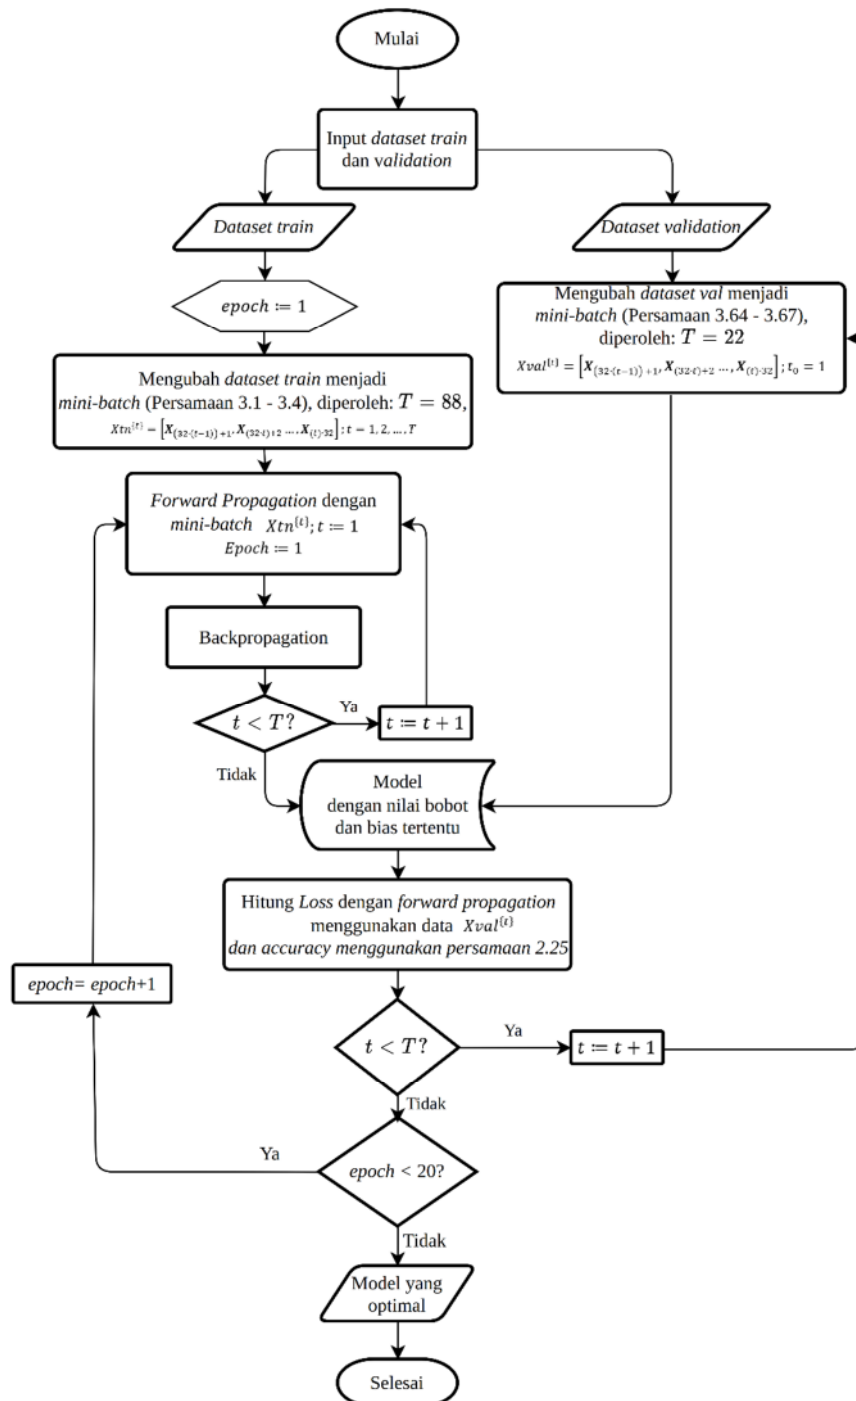 Mulai
Input dataset train
dan validation
Dataset train
Dataset validation
epoch ≔ 1
Mengubah dataset val menjadi
mini-batch (Persamaan 3.64 - 3.67),
diperoleh: T = 22
Xval^{t} = [X_(32·(t−1))+1, X_(32·t)+2 …, X_(t)·32] ; t₀ = 1
Mengubah dataset train menjadi
mini-batch (Persamaan 3.1 - 3.4), diperoleh: T = 88,
Xtn^{t} = [X_(32·(t−1))+1, X_(32·t)+2 …, X_(t)·32] ; t = 1, 2, …, T
Forward Propagation dengan
mini-batch Xtn^{t}; t ≔ 1
Epoch ≔ 1
Backpropagation
t < T?
Ya
t ≔ t + 1
Tidak
Model
dengan nilai bobot
dan bias tertentu
Hitung Loss dengan forward propagation
menggunakan data Xval^{t}
dan accuracy menggunakan persamaan 2.25
epoch= epoch+1
t < T?
Ya
t ≔ t + 1
Tidak
Ya
epoch < 20?
Tidak
Model yang
optimal
Selesai